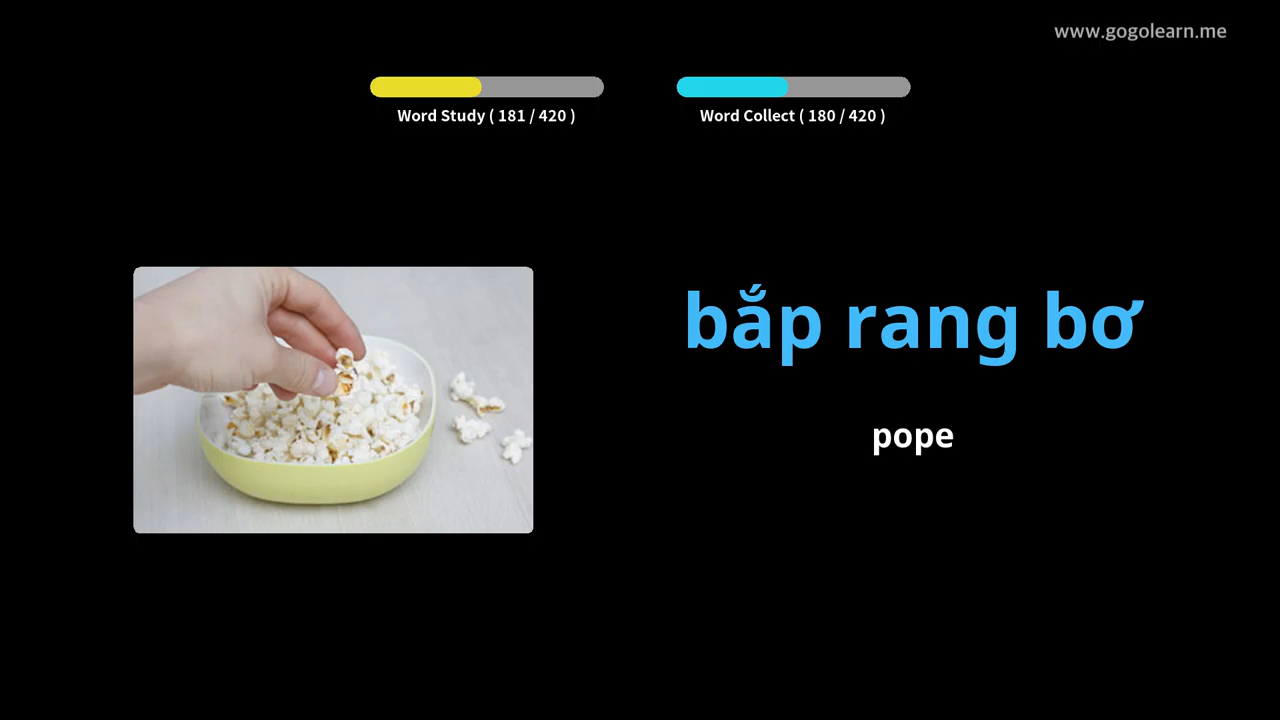 www.gogolearn.me
Word Study ( 181 / 420 )
Word Collect ( 180 / 420 )
bắp rang bơ
pope